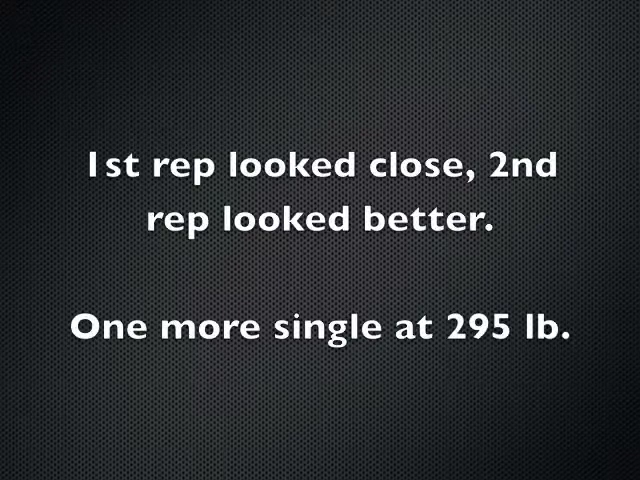 1st rep looked close, 2nd
rep looked better.
One more single at 295 lb.